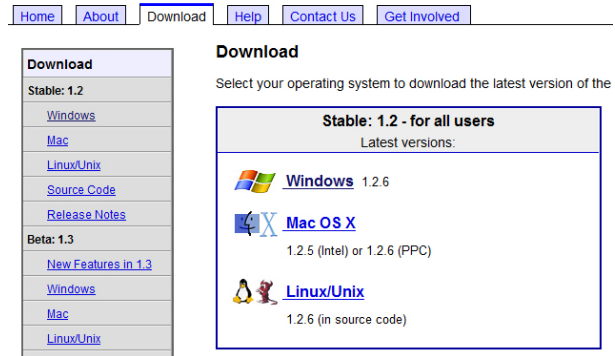 Home About Download Help Contact Us Get Involved
Download
Stable: 1.2
Windows
Mac
Linux/Unix
Source Code
Release Notes
Beta: 1.3
New Features in 1.3
Windows
Mac
Linux/Unix
Download
Select your operating system to download the latest version of the
Stable: 1.2 - for all users
Latest versions:
Windows 1.2.6
Mac OS X
1.2.5 (Intel) or 1.2.6 (PPC)
Linux/Unix
1.2.6 (in source code)